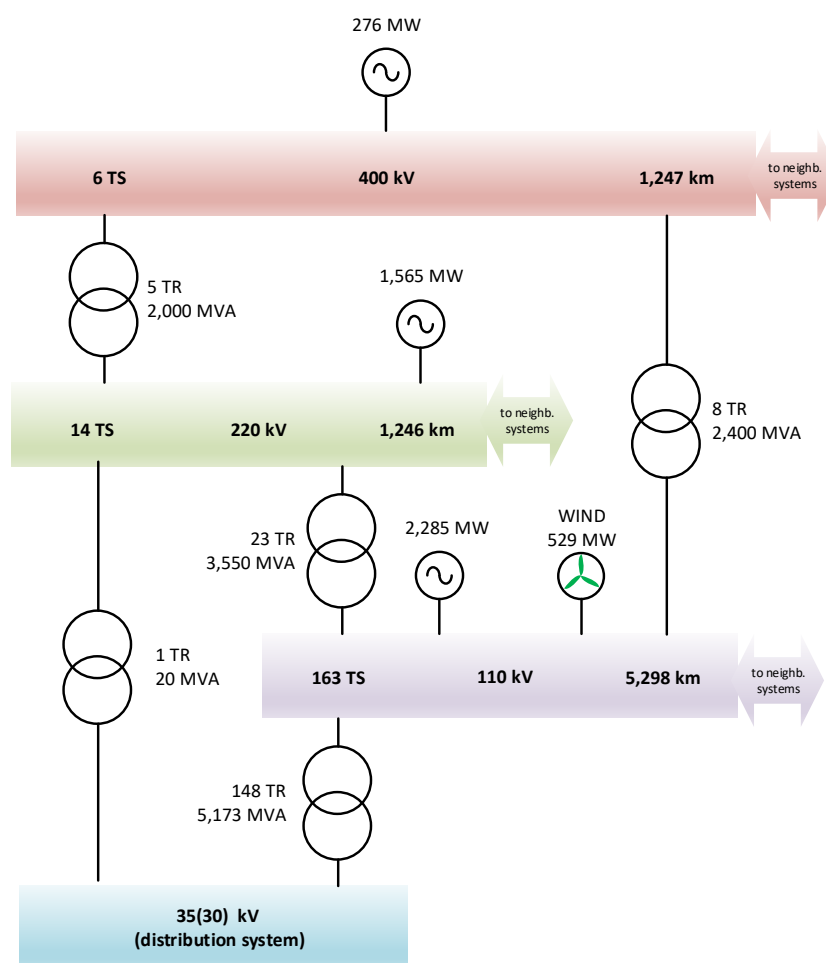 276 MW
6 TS 400 kV 1,247 km
to neighb.
systems
5 TR
2,000 MVA
1,565 MW
14 TS 220 kV 1,246 km
to neighb.
systems
8 TR
2,400 MVA
23 TR
3,550 MVA
2,285 MW
WIND
529 MW
1 TR
20 MVA
163 TS 110 kV 5,298 km
to neighb.
systems
148 TR
5,173 MVA
35(30) kV
(distribution system)